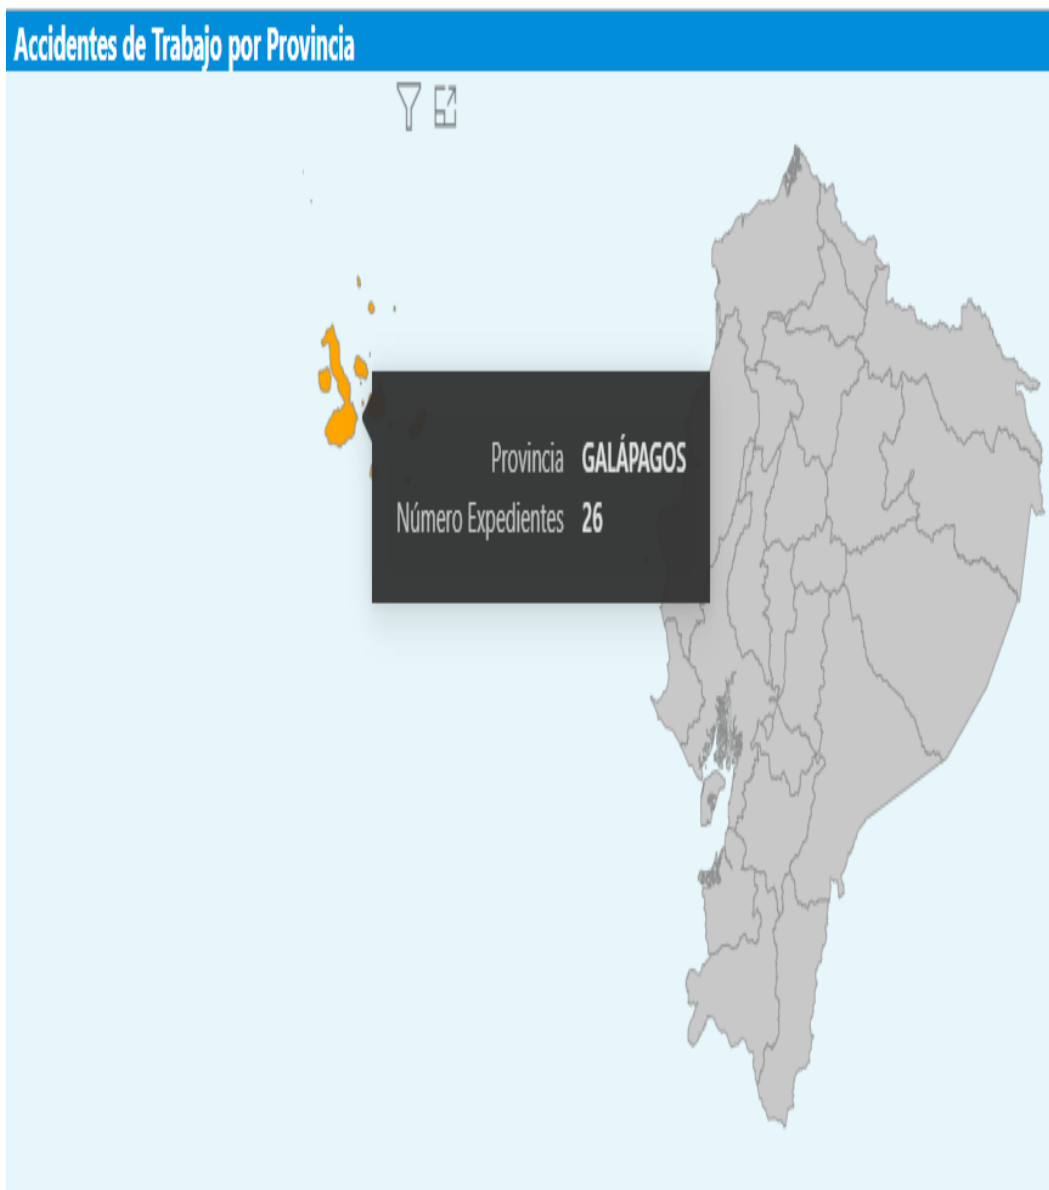 Accidentes de Trabajo por Provincia
Provincia GALÁPAGOS
Número Expedientes 26